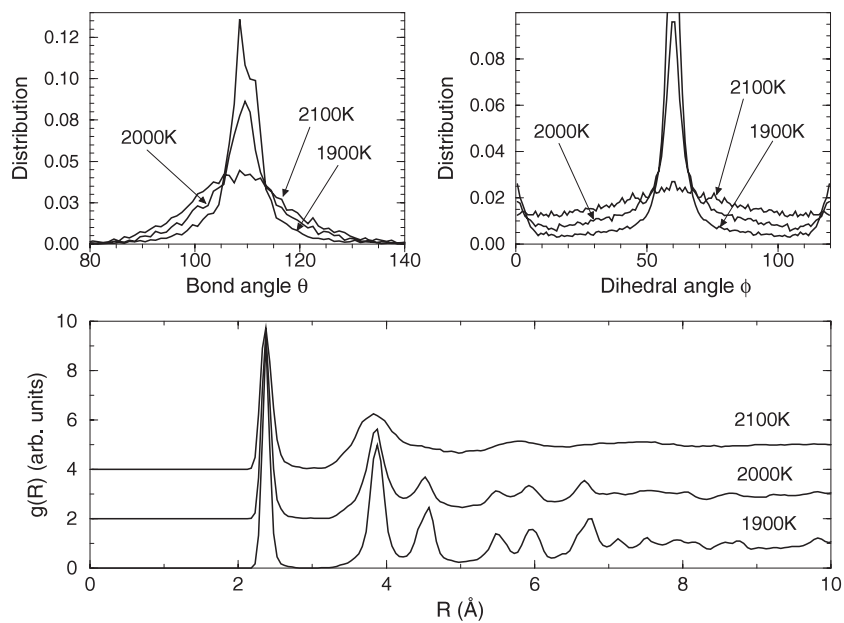 0.12
0.10
0.08
0.05
0.03
0.00
Distribution
2000K
2100K
1900K
80 100 120 140
Bond angle θ
0.08
0.06
0.04
0.02
0.00
Distribution
2100K
2000K
1900K
0 50 100
Dihedral angle ϕ
10
8
6
4
2
0
g(R) (arb. units)
2100K
2000K
1900K
0 2 4 6 8 10
R (Å)